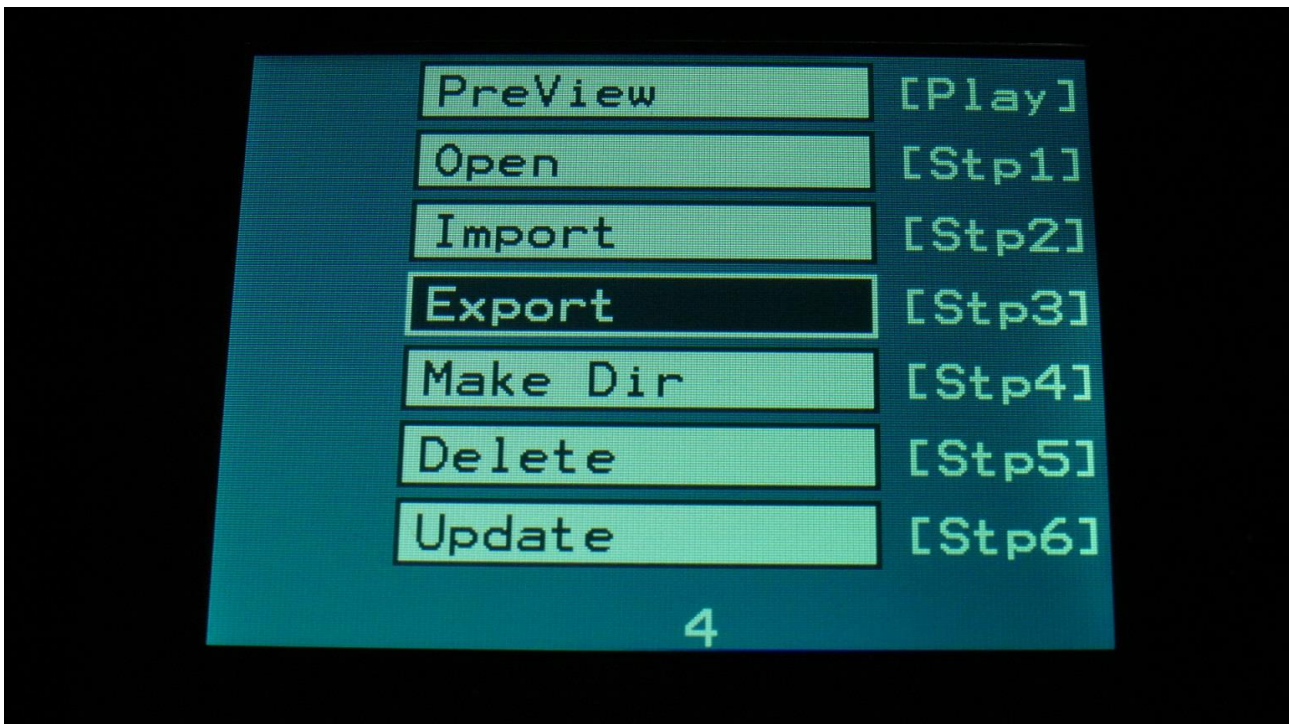 PreView [Play]
Open [Stp1]
Import [Stp2]
Export [Stp3]
Make Dir [Stp4]
Delete [Stp5]
Update [Stp6]
4